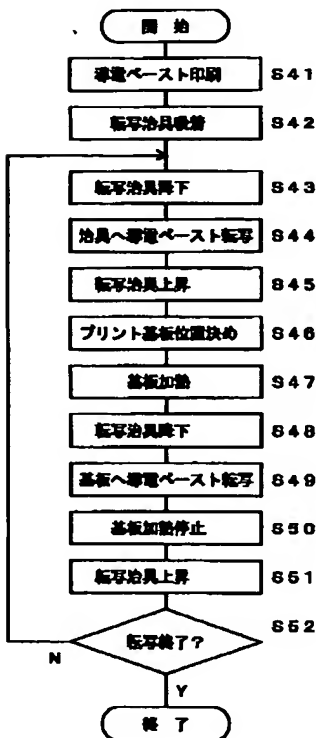 開 始
導電ペースト印刷 S41
転写治具吸着 S42
転写治具降下 S43
治具へ導電ペースト転写 S44
転写治具上昇 S45
プリント基板位置決め S46
基板加熱 S47
転写治具降下 S48
基板へ導電ペースト転写 S49
基板加熱停止 S50
転写治具上昇 S51
転写終了? S52
N
Y
終 了